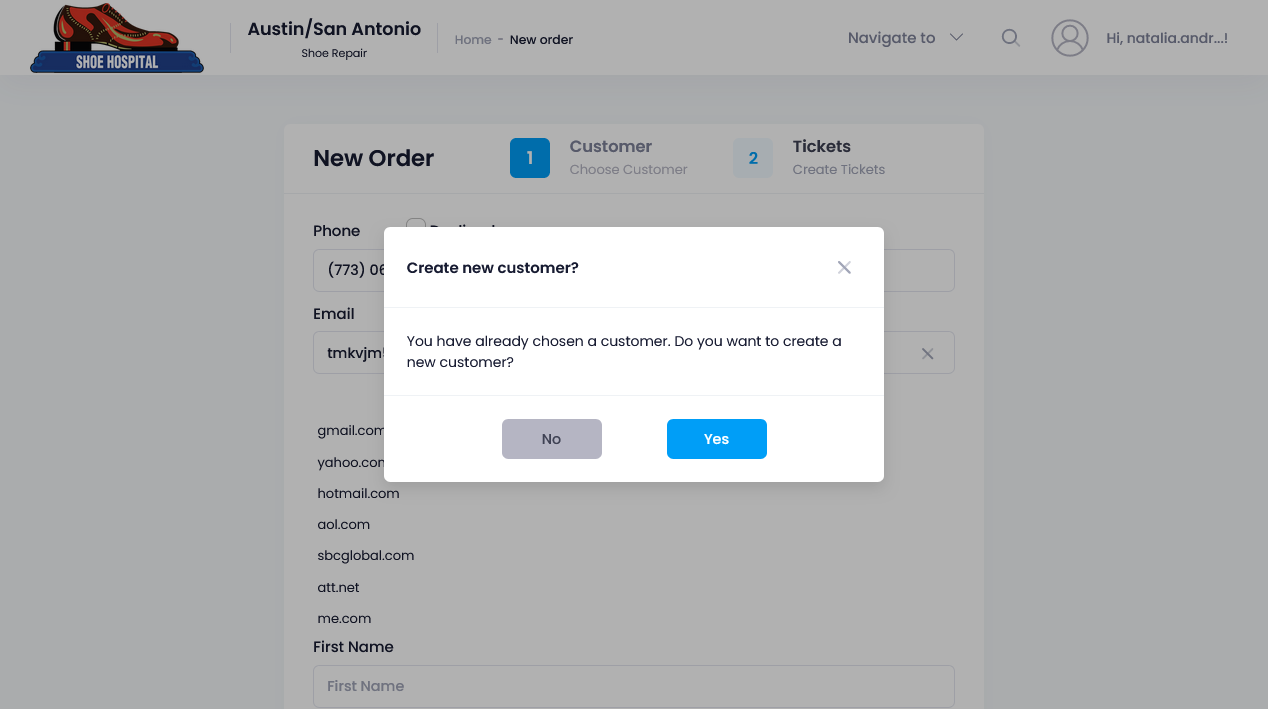 SHOE HOSPITAL
Austin/San Antonio
Shoe Repair
Home - New order
Navigate to
Hi, natalia.andr...!
New Order
1
Customer
Choose Customer
2
Tickets
Create Tickets
Phone
(773) 06
Email
Create new customer?
You have already chosen a customer. Do you want to create a
new customer?
No
Yes
gmail.com
yahoo.com
hotmail.com
aol.com
sbcglobal.com
att.net
me.com
First Name
First Name